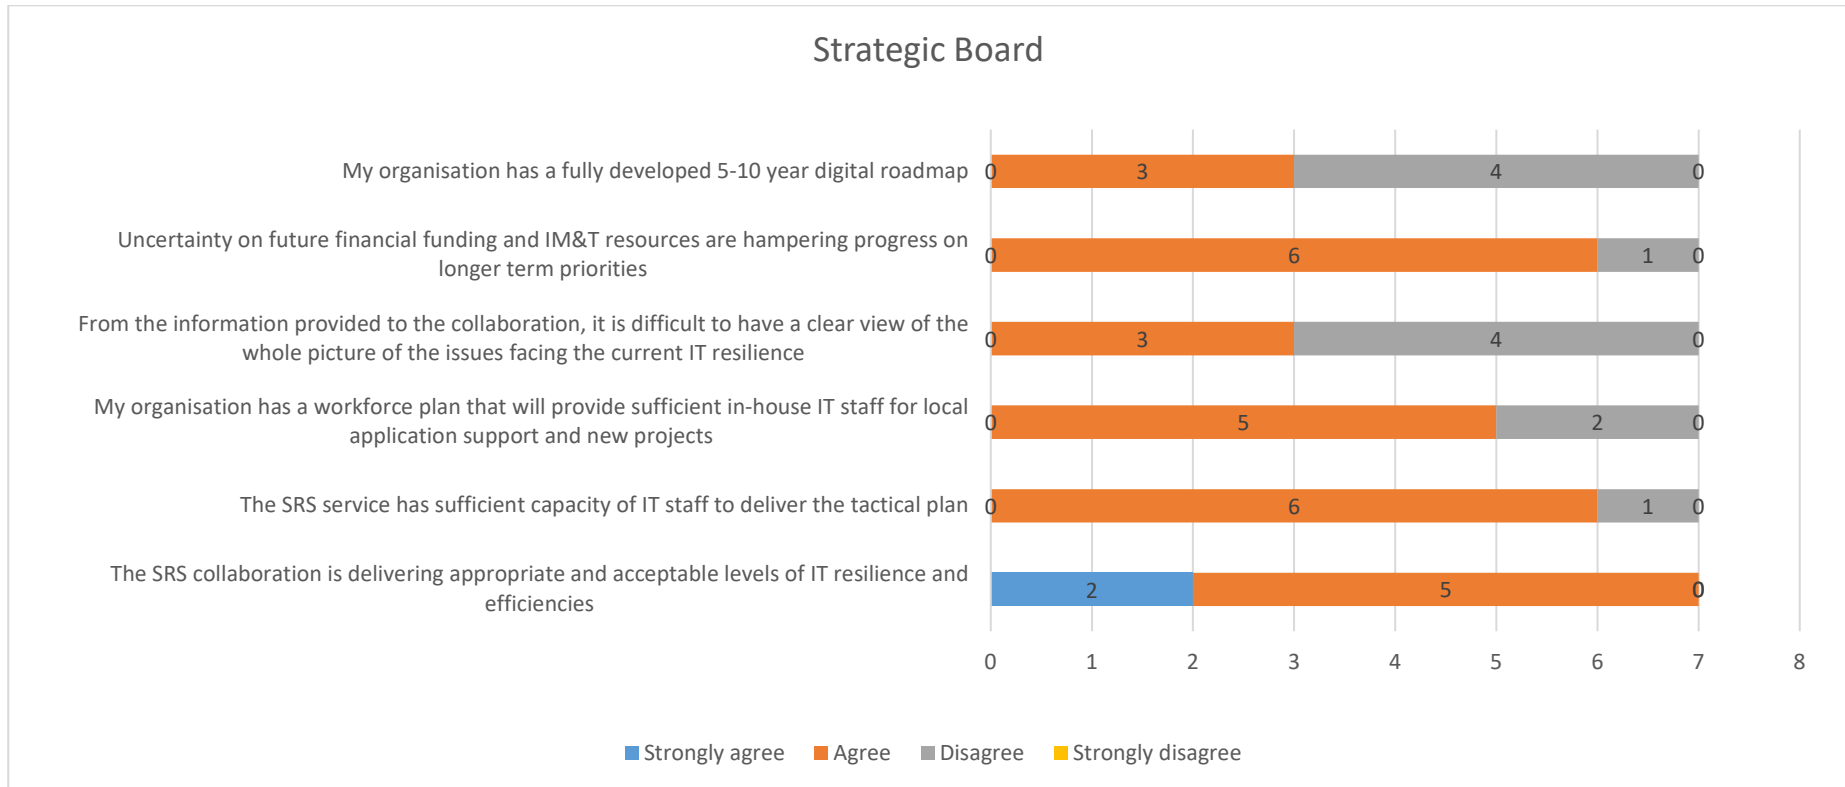 Strategic Board
My organisation has a fully developed 5-10 year digital roadmap
0 3 4 0
Uncertainty on future financial funding and IM&T resources are hampering progress on
longer term priorities
0 6 1 0
From the information provided to the collaboration, it is difficult to have a clear view of the
whole picture of the issues facing the current IT resilience
0 3 4 0
My organisation has a workforce plan that will provide sufficient in-house IT staff for local
application support and new projects
0 5 2 0
The SRS service has sufficient capacity of IT staff to deliver the tactical plan
0 6 1 0
The SRS collaboration is delivering appropriate and acceptable levels of IT resilience and
efficiencies
2 5 0
0 1 2 3 4 5 6 7 8
Strongly agree Agree Disagree Strongly disagree